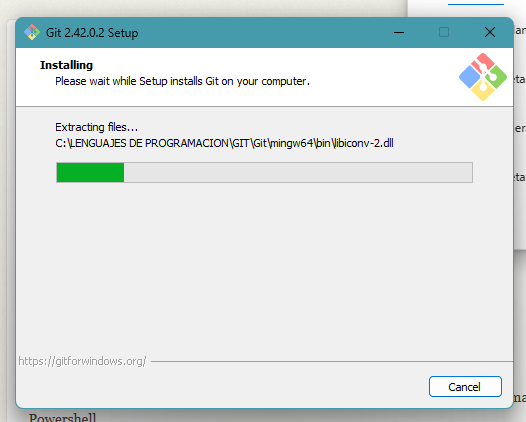 Git 2.42.0.2 Setup
Installing
Please wait while Setup installs Git on your computer.
Extracting files...
C:\LENGUAJES DE PROGRAMACION\GIT\Git\mingw64\bin\libiconv-2.dll
https://gitforwindows.org/
Cancel
Powershell